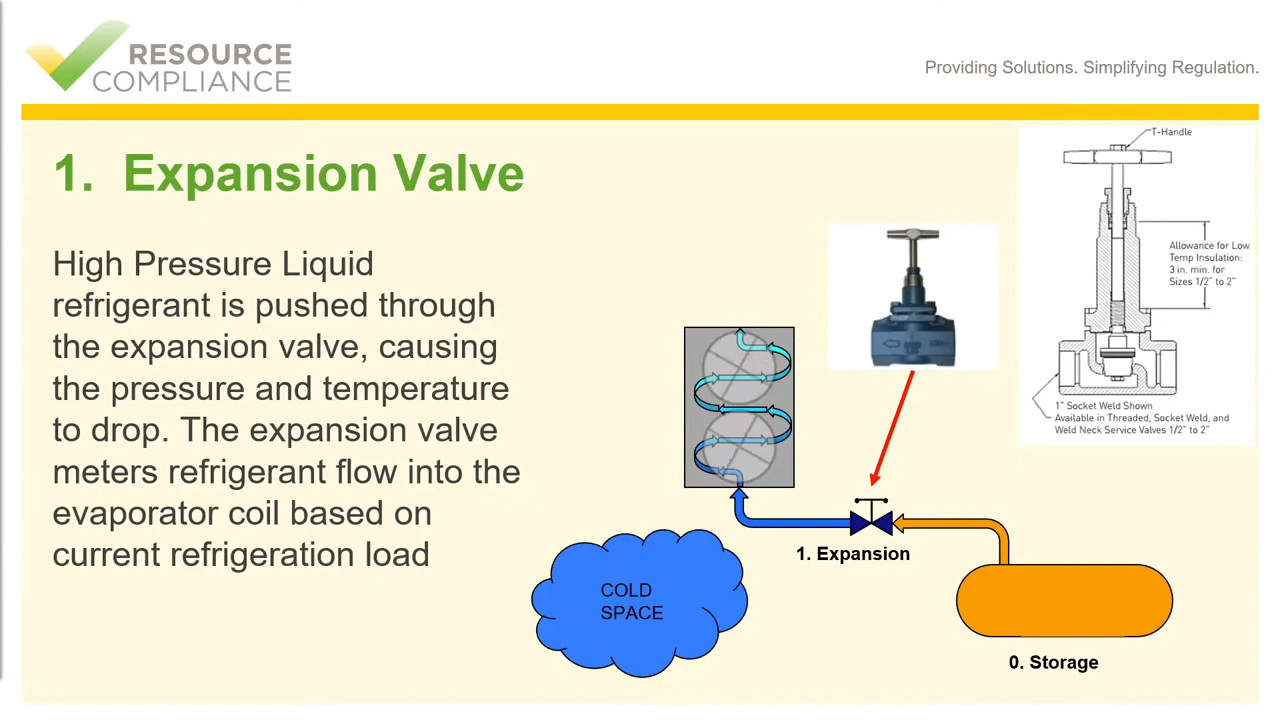 RESOURCE
COMPLIANCE
Providing Solutions. Simplifying Regulation.
1. Expansion Valve
High Pressure Liquid
refrigerant is pushed through
the expansion valve, causing
the pressure and temperature
to drop. The expansion valve
meters refrigerant flow into the
evaporator coil based on
current refrigeration load
T-Handle
Allowance for Low
Temp Insulation:
3 in. min. for
Sizes 1/2" to 2"
1" Socket Weld Shown
Available in Threaded, Socket Weld, and
Weld Neck Service Valves 1/2" to 2"
1. Expansion
COLD
SPACE
0. Storage